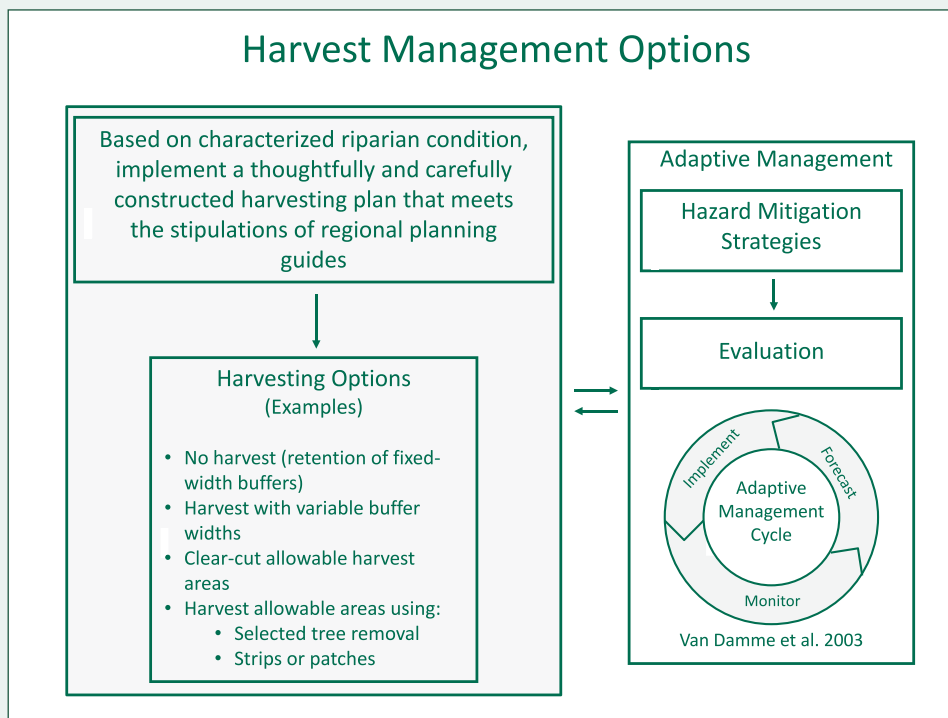 Harvest Management Options
Based on characterized riparian condition,
implement a thoughtfully and carefully
constructed harvesting plan that meets
the stipulations of regional planning
guides
Harvesting Options
(Examples)
• No harvest (retention of fixed-
width buffers)
• Harvest with variable buffer
widths
• Clear-cut allowable harvest
areas
• Harvest allowable areas using:
• Selected tree removal
• Strips or patches
Adaptive Management
Hazard Mitigation
Strategies
Evaluation
Implement
Forecast
Adaptive
Management
Cycle
Monitor
Van Damme et al. 2003